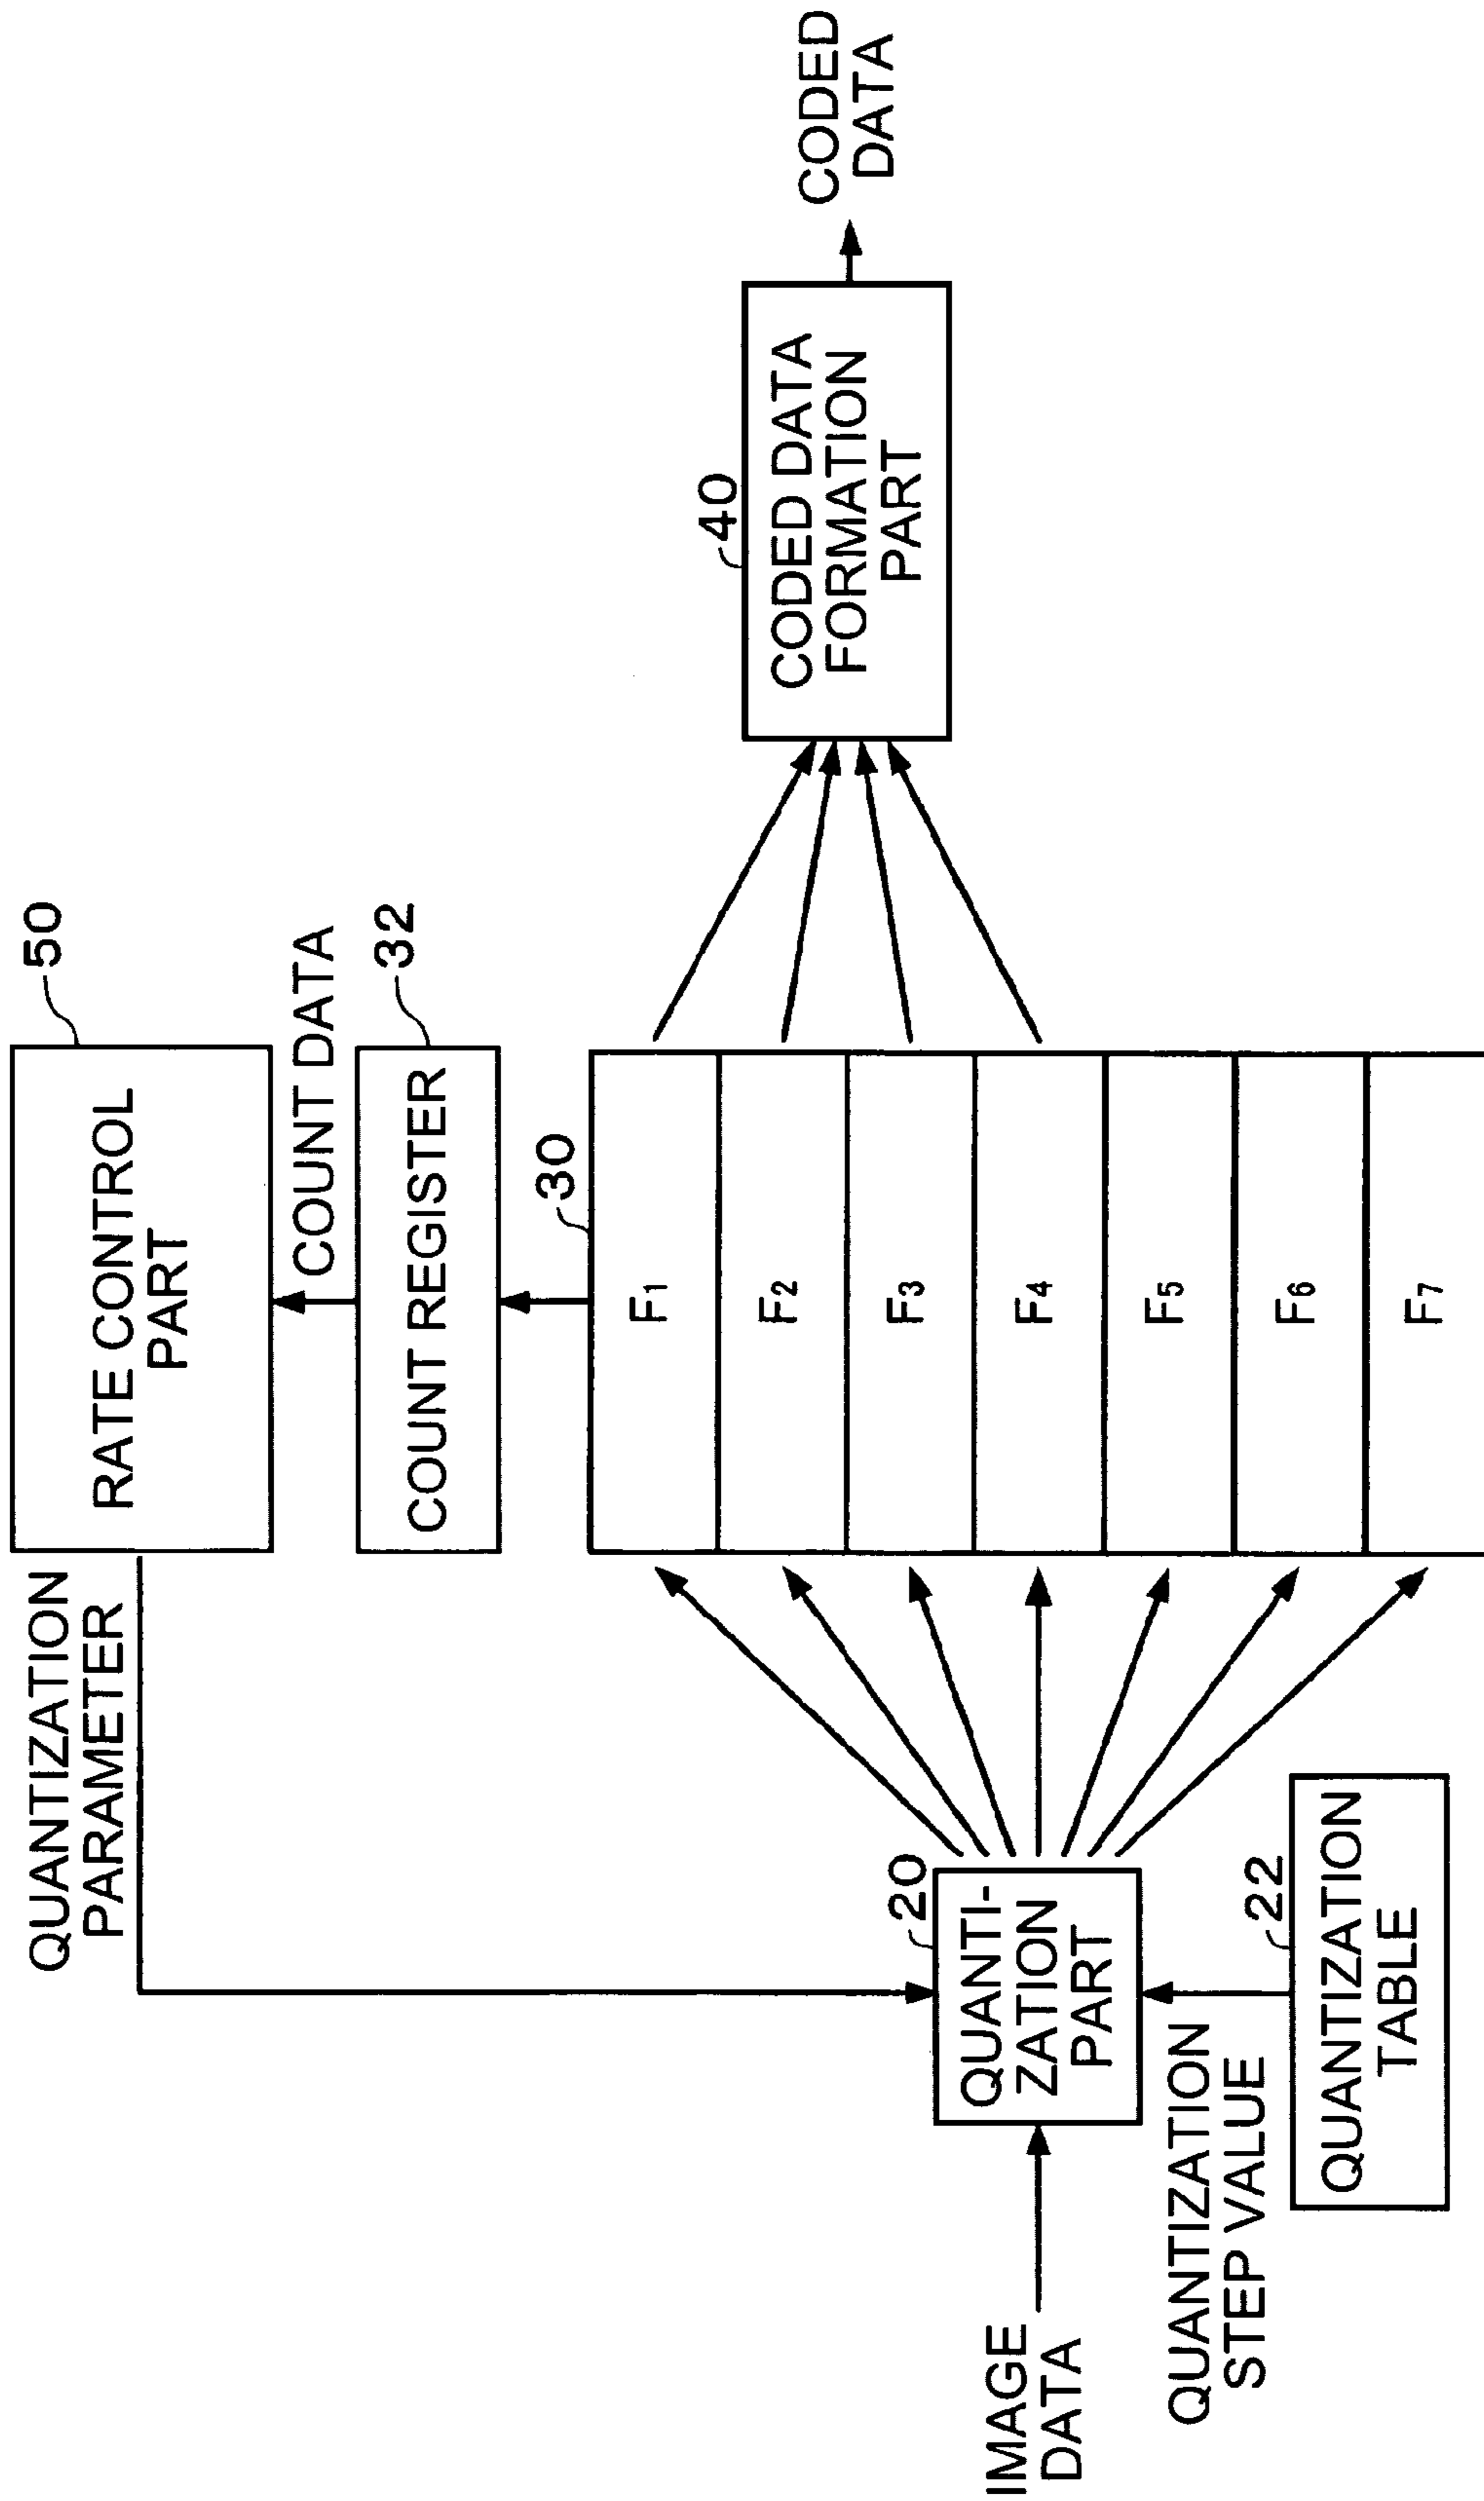 QUANTIZATION
PARAMETER
RATE CONTROL
PART
50
COUNT DATA
COUNT REGISTER
32
30
F1
F2
F3
F4
F5
F6
F7
IMAGE
DATA
20
QUANTI-
ZATION
PART
QUANTIZATION
STEP VALUE
22
QUANTIZATION
TABLE
40
CODED DATA
FORMATION
PART
CODED
DATA